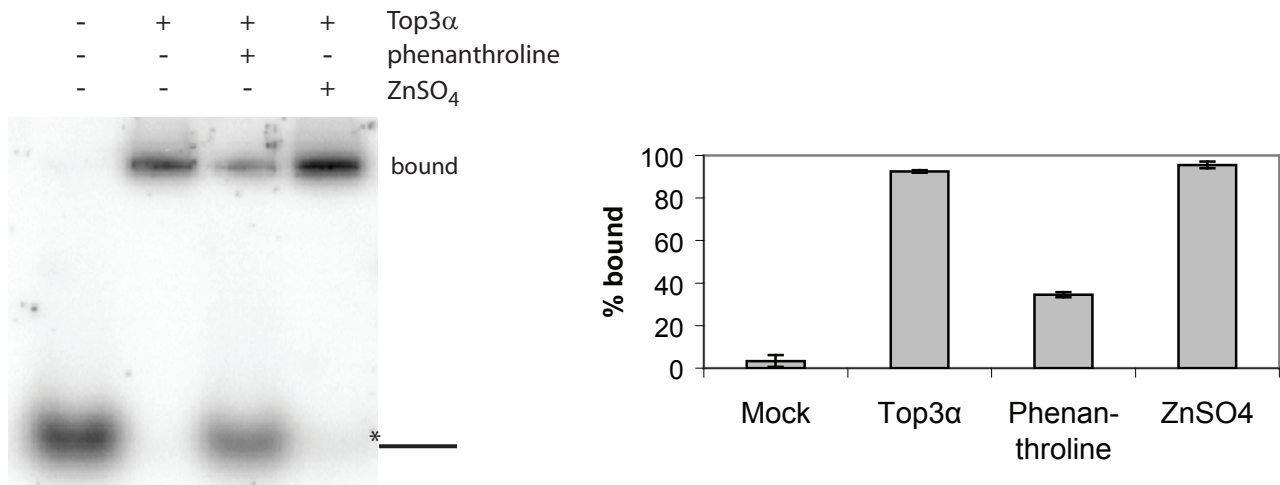 - + + + Top3α
- - + - phenanthroline
- - - + ZnSO4
bound
*
% bound
100
80
60
40
20
0
Mock Top3α Phenan- ZnSO4
throline